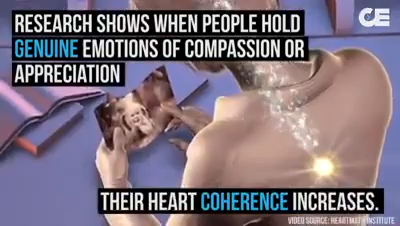 CE
RESEARCH SHOWS WHEN PEOPLE HOLD
GENUINE EMOTIONS OF COMPASSION OR
APPRECIATION
THEIR HEART COHERENCE INCREASES.
VIDEO SOURCE: HEARTMATH INSTITUTE